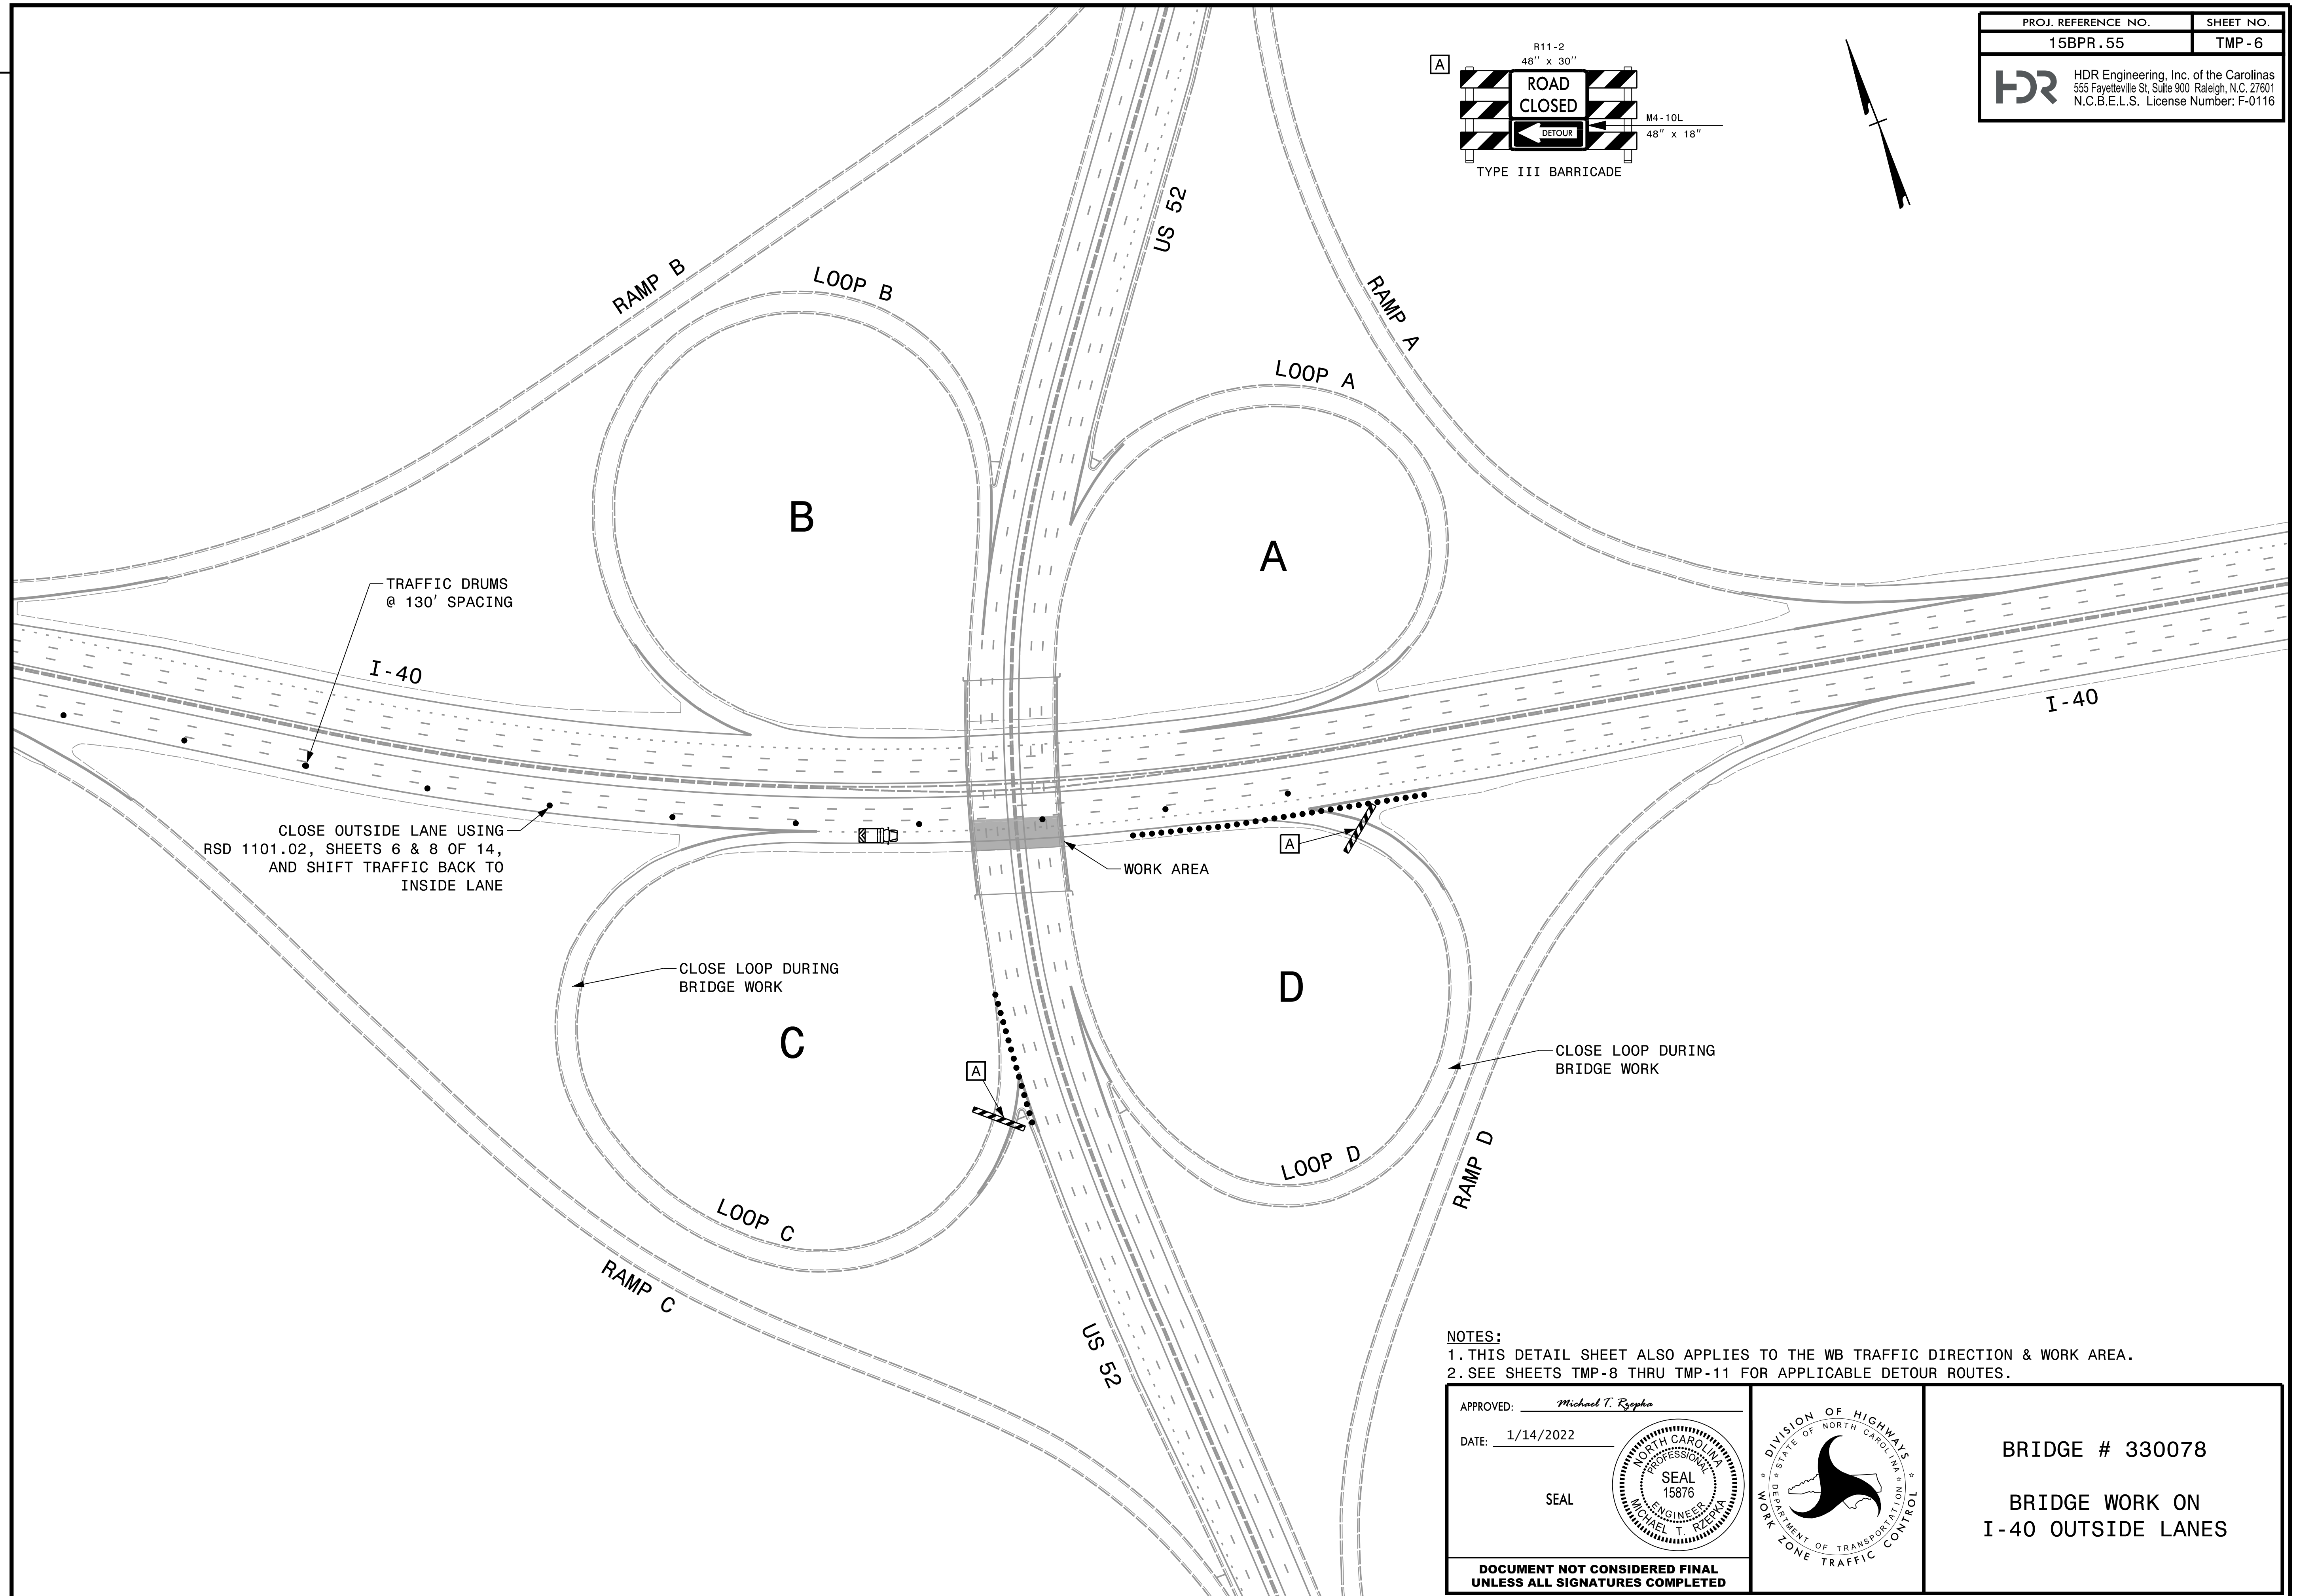 PROJ. REFERENCE NO.
SHEET NO.
15BPR.55
TMP-6
HDR
HDR Engineering, Inc. of the Carolinas
555 Fayetteville St, Suite 900 Raleigh, N.C. 27601
N.C.B.E.L.S. License Number: F-0116
R11-2
48" x 30"
A
ROAD
CLOSED
DETOUR
M4-10L
48" x 18"
TYPE III BARRICADE
US 52
RAMP B
LOOP B
RAMP A
LOOP A
B
A
TRAFFIC DRUMS
@ 130' SPACING
I-40
I-40
CLOSE OUTSIDE LANE USING
RSD 1101.02, SHEETS 6 & 8 OF 14,
AND SHIFT TRAFFIC BACK TO
INSIDE LANE
A
WORK AREA
CLOSE LOOP DURING
BRIDGE WORK
C
D
A
CLOSE LOOP DURING
BRIDGE WORK
LOOP D
RAMP D
LOOP C
RAMP C
US 52
NOTES:
1. THIS DETAIL SHEET ALSO APPLIES TO THE WB TRAFFIC DIRECTION & WORK AREA.
2. SEE SHEETS TMP-8 THRU TMP-11 FOR APPLICABLE DETOUR ROUTES.
APPROVED: Michael T. Rzepka
DATE: 1/14/2022
SEAL
NORTH CAROLINA
PROFESSIONAL
SEAL
15876
ENGINEER
MICHAEL T. RZEPKA
DOCUMENT NOT CONSIDERED FINAL
UNLESS ALL SIGNATURES COMPLETED
DIVISION OF HIGHWAYS
STATE OF NORTH CAROLINA
DEPARTMENT OF TRANSPORTATION
WORK ZONE TRAFFIC CONTROL
BRIDGE # 330078
BRIDGE WORK ON
I-40 OUTSIDE LANES